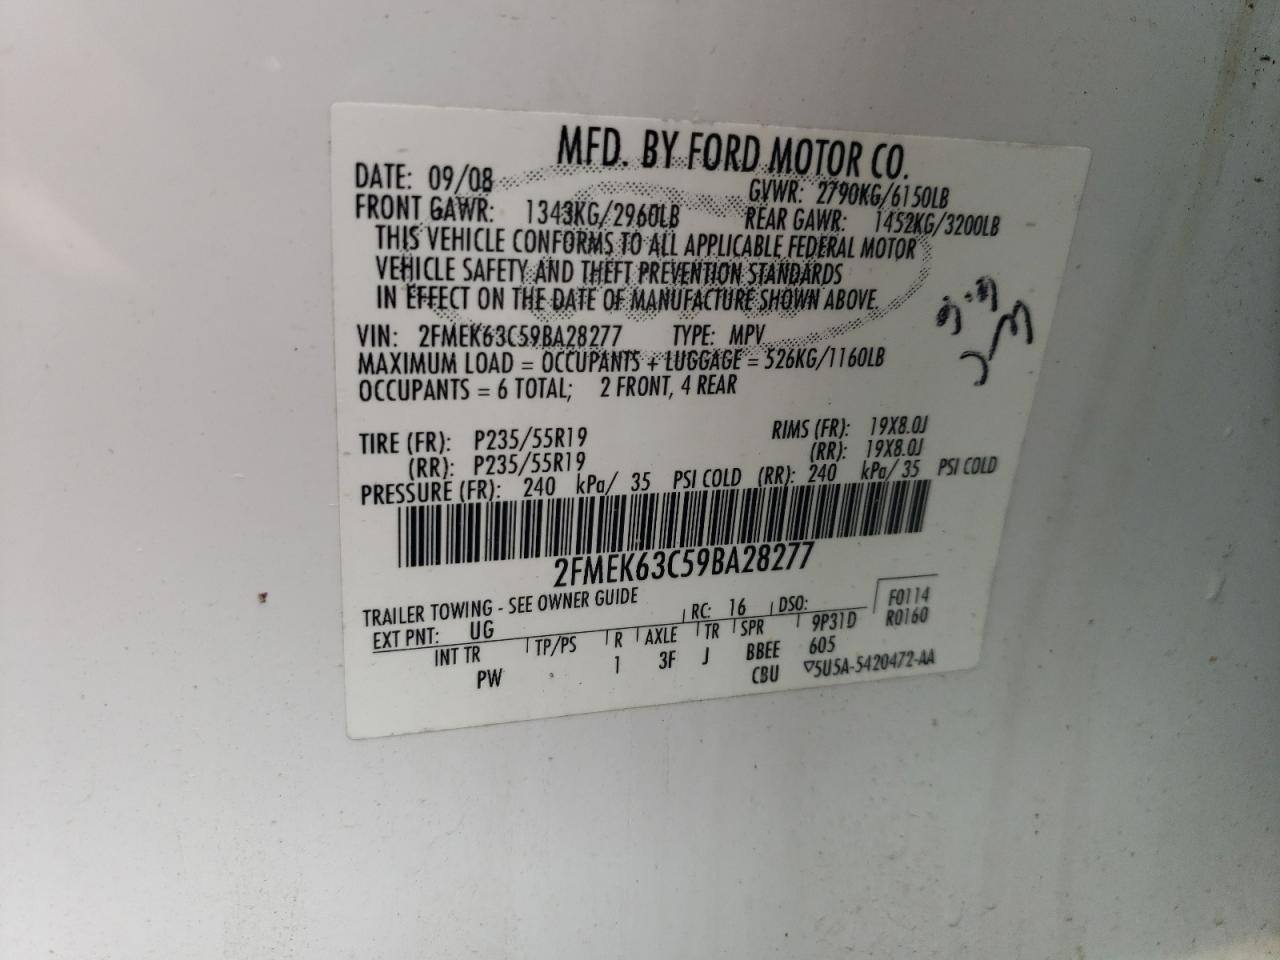 MFD. BY FORD MOTOR CO.
DATE: 09/08 GVWR: 2790KG/6150LB
FRONT GAWR: 1343KG/2960LB REAR GAWR: 1452KG/3200LB
THIS VEHICLE CONFORMS TO ALL APPLICABLE FEDERAL MOTOR
VEHICLE SAFETY AND THEFT PREVENTION STANDARDS
IN EFFECT ON THE DATE OF MANUFACTURE SHOWN ABOVE.
VIN: 2FMEK63C59BA28277 TYPE: MPV
MAXIMUM LOAD = OCCUPANTS + LUGGAGE = 526KG/1160LB
OCCUPANTS = 6 TOTAL; 2 FRONT, 4 REAR
TIRE (FR): P235/55R19 RIMS (FR): 19X8.0J
(RR): P235/55R19 (RR): 19X8.0J
PRESSURE (FR): 240 kPa/ 35 PSI COLD (RR): 240 kPa/ 35 PSI COLD
2FMEK63C59BA28277
TRAILER TOWING - SEE OWNER GUIDE
EXT PNT: UG RC: 16 DSO: F0114
INT TR TP/PS R AXLE TR SPR 9P31D R0160
PW 1 3F J BBEE 605
CBU 5U5A-5420472-AA